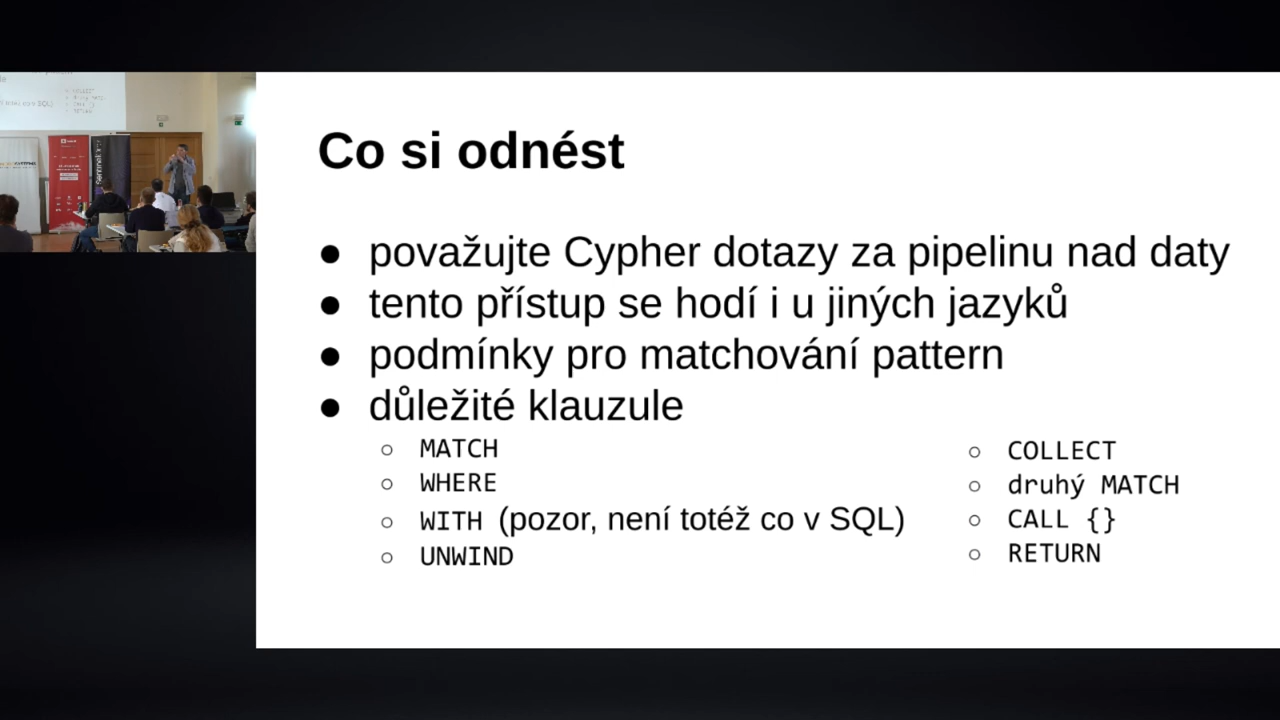 Co si odnést
● považujte Cypher dotazy za pipelinu nad daty
● tento přístup se hodí i u jiných jazyků
● podmínky pro matchování pattern
● důležité klauzule
○ MATCH
○ WHERE
○ WITH (pozor, není totéž co v SQL)
○ UNWIND
○ COLLECT
○ druhý MATCH
○ CALL {}
○ RETURN